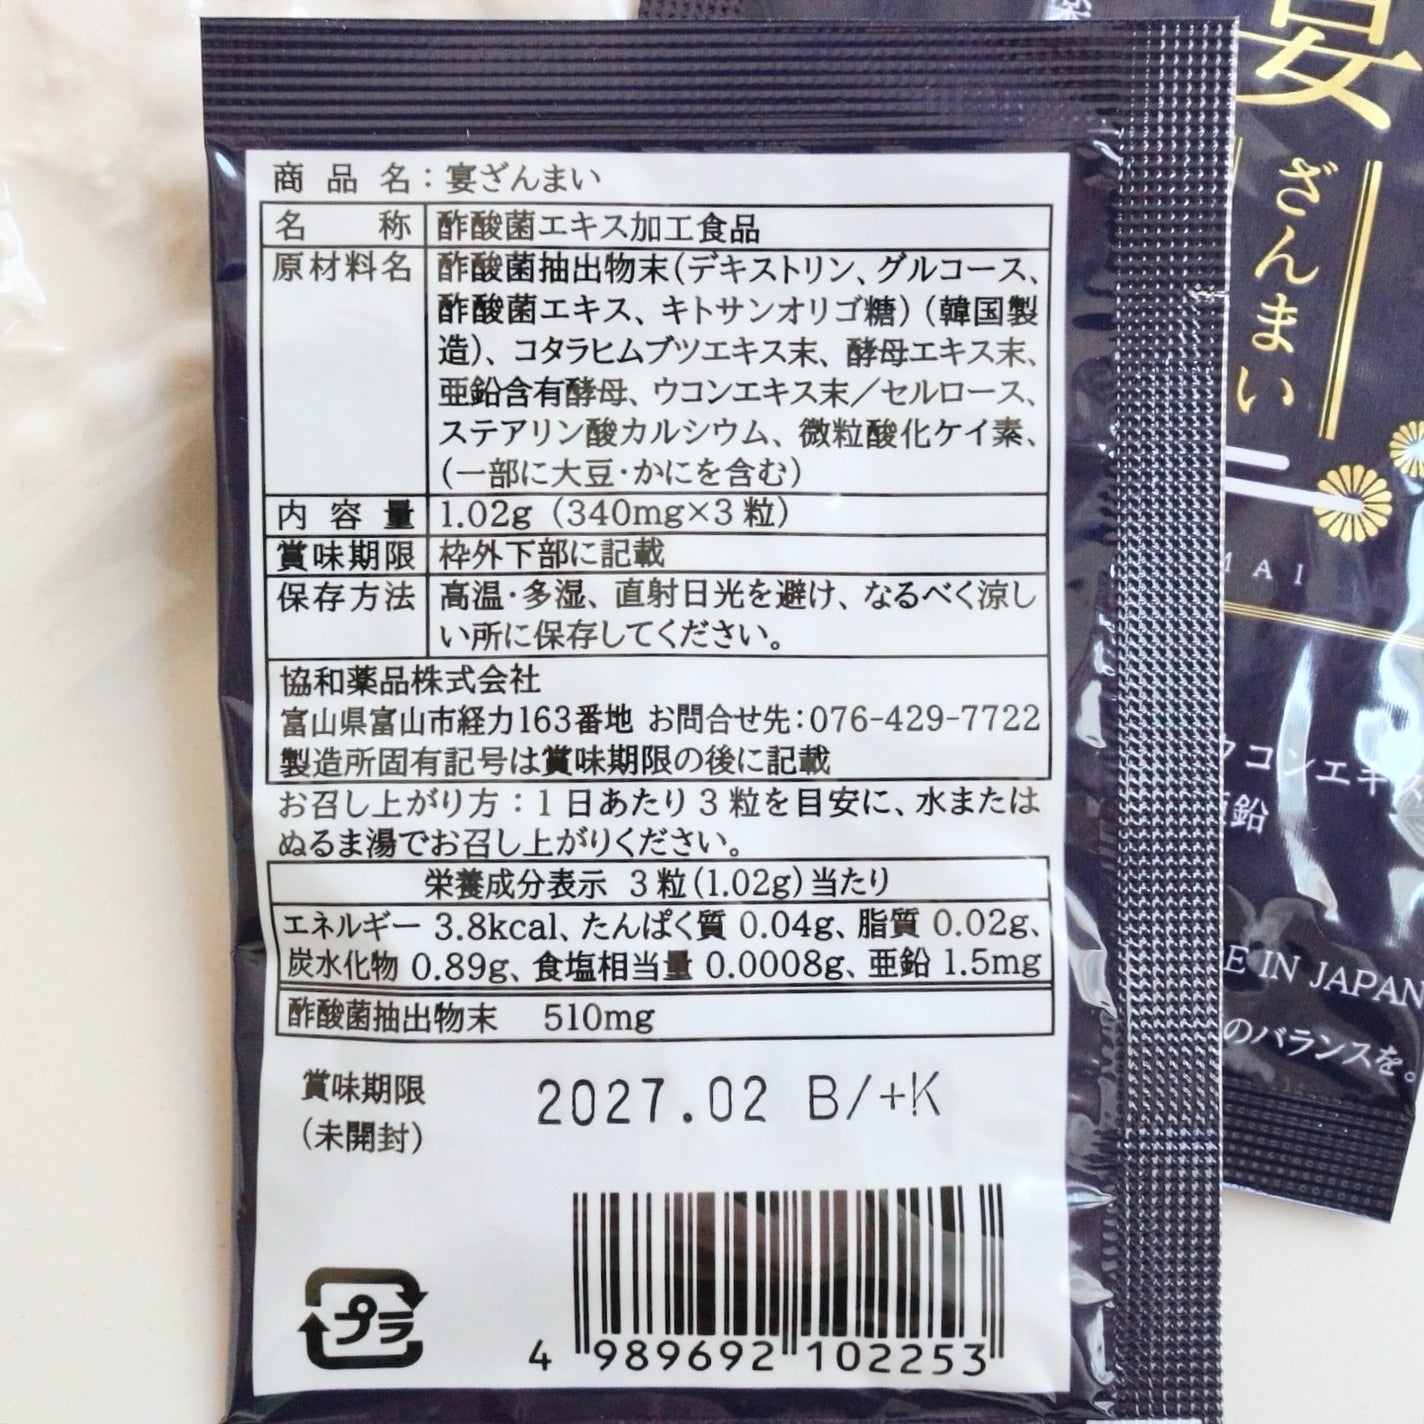 商品名：宴ざんまい
名称 酢酸菌エキス加工食品
原材料名 酢酸菌抽出物末(デキストリン、グルコース、
酢酸菌エキス、キトサンオリゴ糖)(韓国製
造)、コタラヒムブツエキス末、酵母エキス末、
亜鉛含有酵母、ウコンエキス末／セルロース、
ステアリン酸カルシウム、微粒酸化ケイ素、
(一部に大豆・かにを含む)
内容量 1.02g (340mg×3粒)
賞味期限 枠外下部に記載
保存方法 高温・多湿、直射日光を避け、なるべく涼し
い所に保存してください。
協和薬品株式会社
富山県富山市経力163番地 お問合せ先：076-429-7722
製造所固有記号は賞味期限の後に記載
お召し上がり方：1日あたり3粒を目安に、水または
ぬるま湯でお召し上がりください。
栄養成分表示 3粒(1.02g)当たり
エネルギー 3.8kcal、たんぱく質 0.04g、脂質 0.02g、
炭水化物 0.89g、食塩相当量 0.0008g、亜鉛 1.5mg
酢酸菌抽出物末 510mg
賞味期限
(未開封)
2027.02 B/+K
プラ
4 989692 102253
宴
ざんまい
MAI
ウコンエキス
亜鉛
E IN JAPAN
のバランスを。